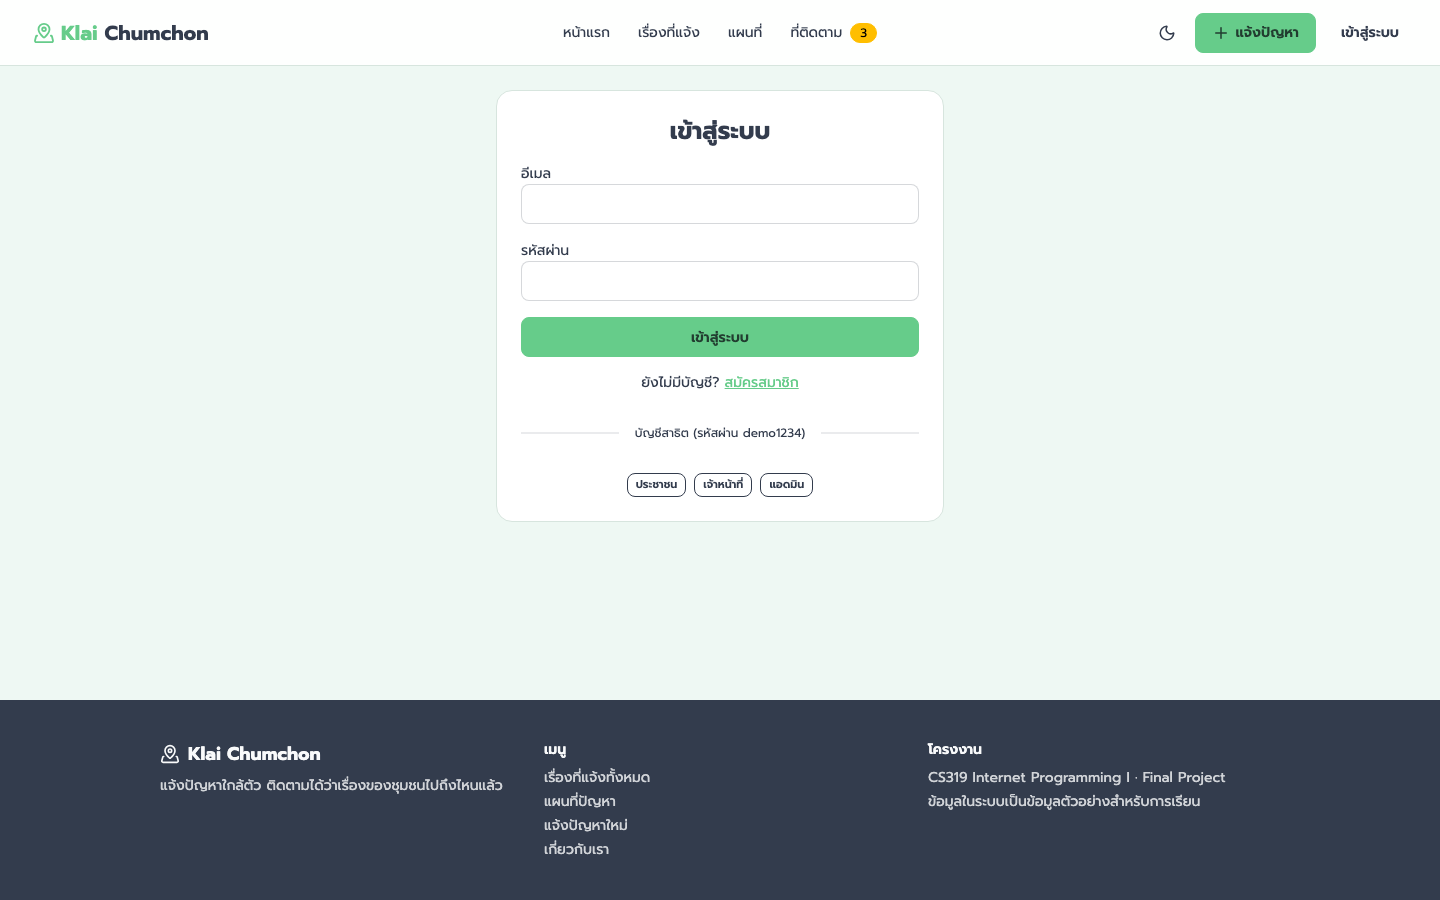 Klai Chumchon
หน้าแรก เรื่องที่แจ้ง แผนที่ ที่ติดตาม 3
แจ้งปัญหา เข้าสู่ระบบ
เข้าสู่ระบบ
อีเมล
รหัสผ่าน
เข้าสู่ระบบ
ยังไม่มีบัญชี? สมัครสมาชิก
บัญชีสาธิต (รหัสผ่าน demo1234)
ประชาชน เจ้าหน้าที่ แอดมิน
Klai Chumchon
แจ้งปัญหาใกล้ตัว ติดตามได้ว่าเรื่องของชุมชนไปถึงไหนแล้ว
เมนู
เรื่องที่แจ้งทั้งหมด
แผนที่ปัญหา
แจ้งปัญหาใหม่
เกี่ยวกับเรา
โครงงาน
CS319 Internet Programming I · Final Project
ข้อมูลในระบบเป็นข้อมูลตัวอย่างสำหรับการเรียน